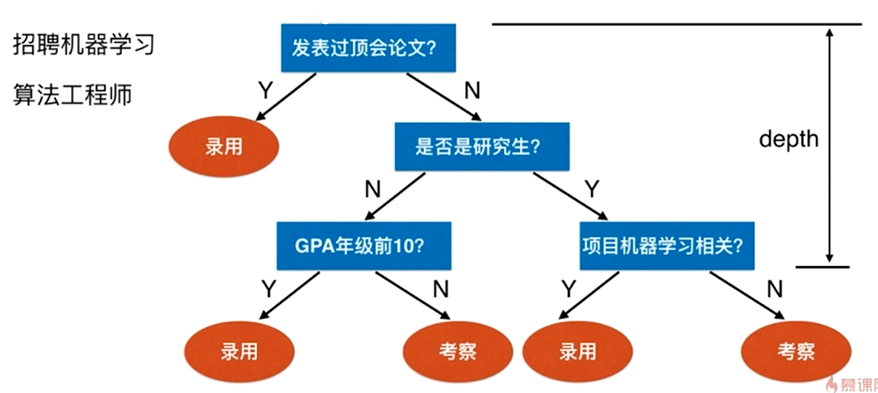 招聘机器学习
算法工程师
发表过顶会论文?
Y
N
录用
是否是研究生?
depth
N
Y
GPA年级前10?
项目机器学习相关?
Y
N
Y
N
录用
考察
录用
考察
慕课